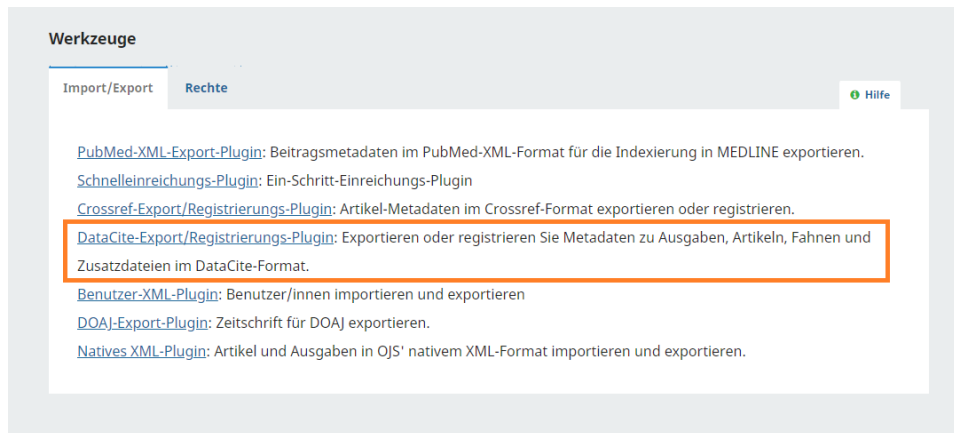 Werkzeuge
Import/Export Rechte
Hilfe
PubMed-XML-Export-Plugin: Beitragsmetadaten im PubMed-XML-Format für die Indexierung in MEDLINE exportieren.
Schnelleinreichungs-Plugin: Ein-Schritt-Einreichungs-Plugin
Crossref-Export/Registrierungs-Plugin: Artikel-Metadaten im Crossref-Format exportieren oder registrieren.
DataCite-Export/Registrierungs-Plugin: Exportieren oder registrieren Sie Metadaten zu Ausgaben, Artikeln, Fahnen und
Zusatzdateien im DataCite-Format.
Benutzer-XML-Plugin: Benutzer/innen importieren und exportieren
DOAJ-Export-Plugin: Zeitschrift für DOAJ exportieren.
Natives XML-Plugin: Artikel und Ausgaben in OJS' nativem XML-Format importieren und exportieren.